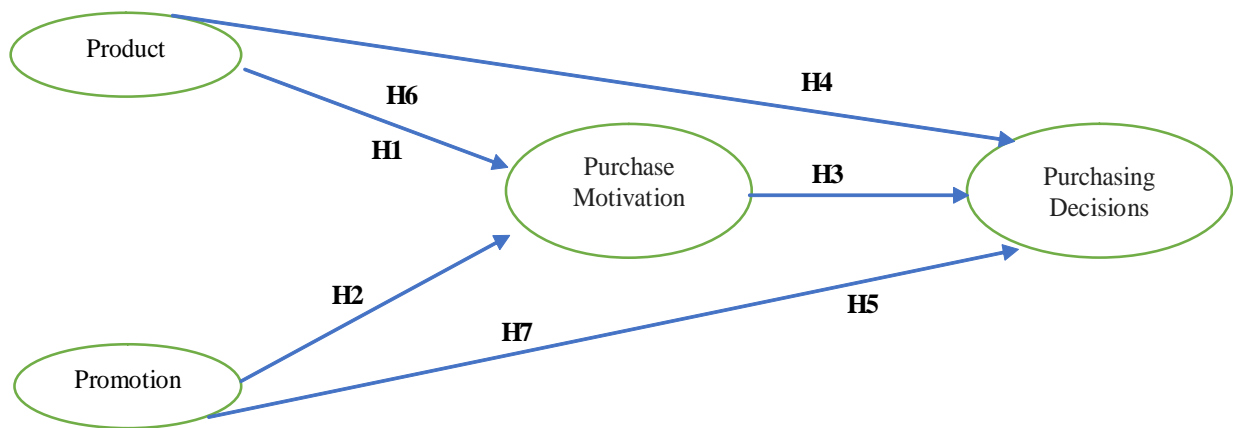 Product
H4
H6
H1
Purchase
Motivation
H3
Purchasing
Decisions
H2
H5
H7
Promotion